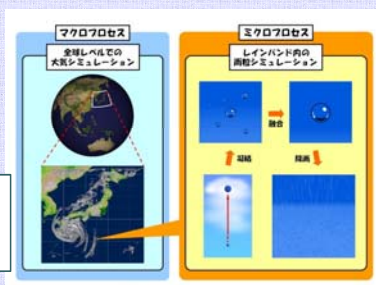 マクロプロセス
全球レベルでの
大気シミュレーション
ミクロプロセス
レインバンド内の
雨粒シミュレーション
融合
凝結
降雨